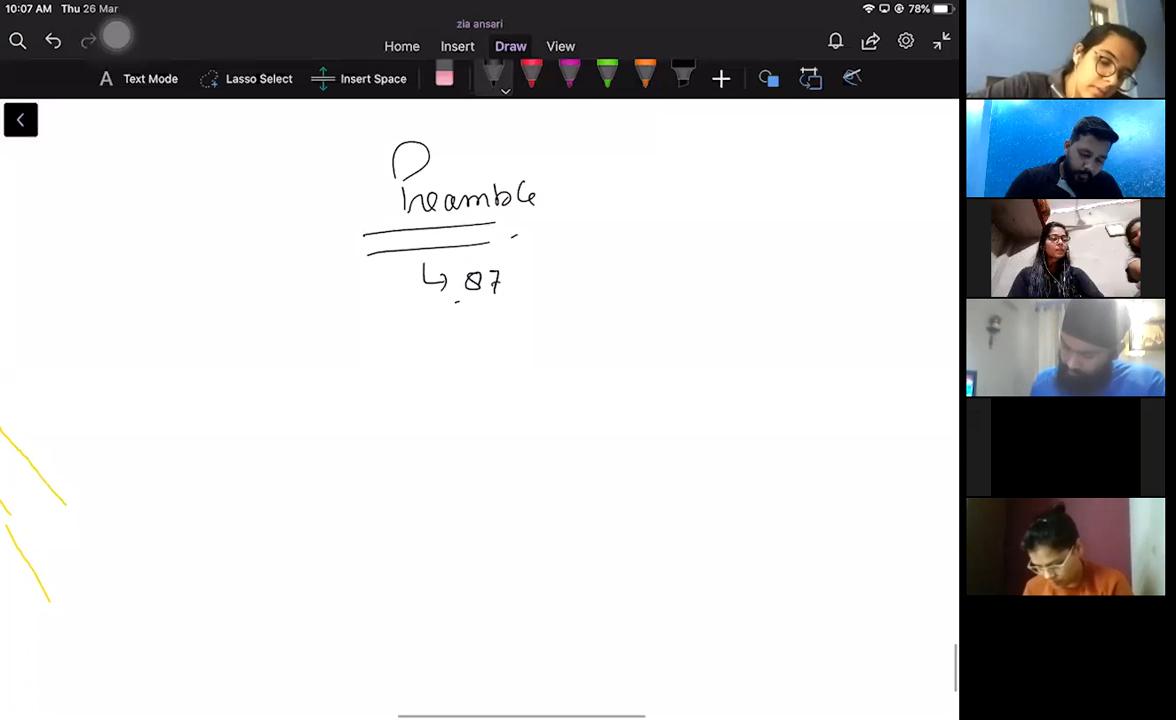 10:07 AM Thu 26 Mar
78%
zia ansari
Home Insert Draw View
Text Mode Lasso Select Insert Space
Preamble
↳ 87